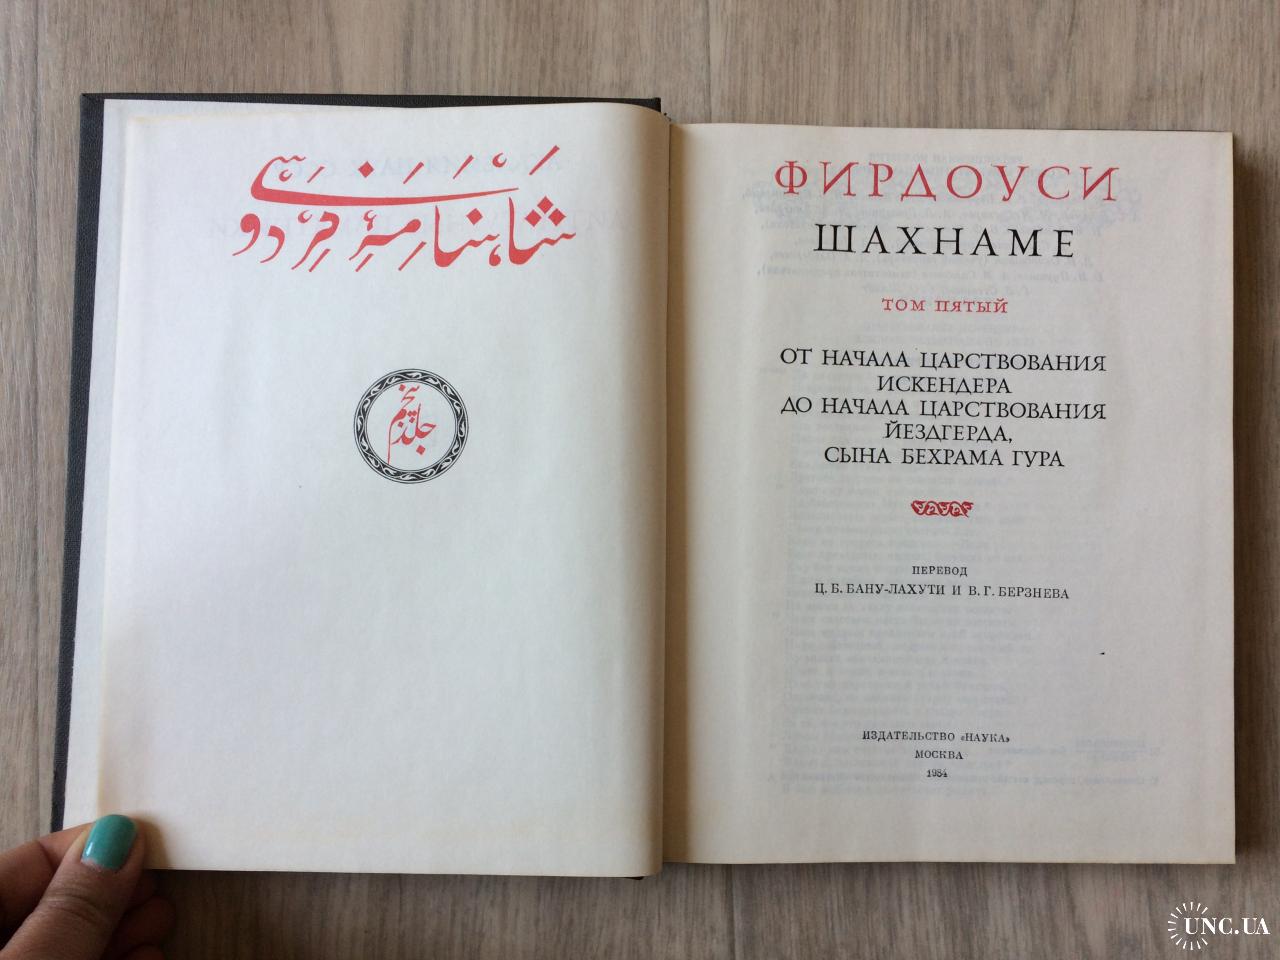 شاهنامهٔ فردوسی
جلد پنجم
ФИРДОУСИ
ШАХНАМЕ
ТОМ ПЯТЫЙ
ОТ НАЧАЛА ЦАРСТВОВАНИЯ
ИСКЕНДЕРА
ДО НАЧАЛА ЦАРСТВОВАНИЯ
ЙЕЗДГЕРДА,
СЫНА БЕХРАМА ГУРА
ПЕРЕВОД
Ц. Б. БАНУ-ЛАХУТИ И В. Г. БЕРЗНЕВА
ИЗДАТЕЛЬСТВО «НАУКА»
МОСКВА
1984
UNC.UA